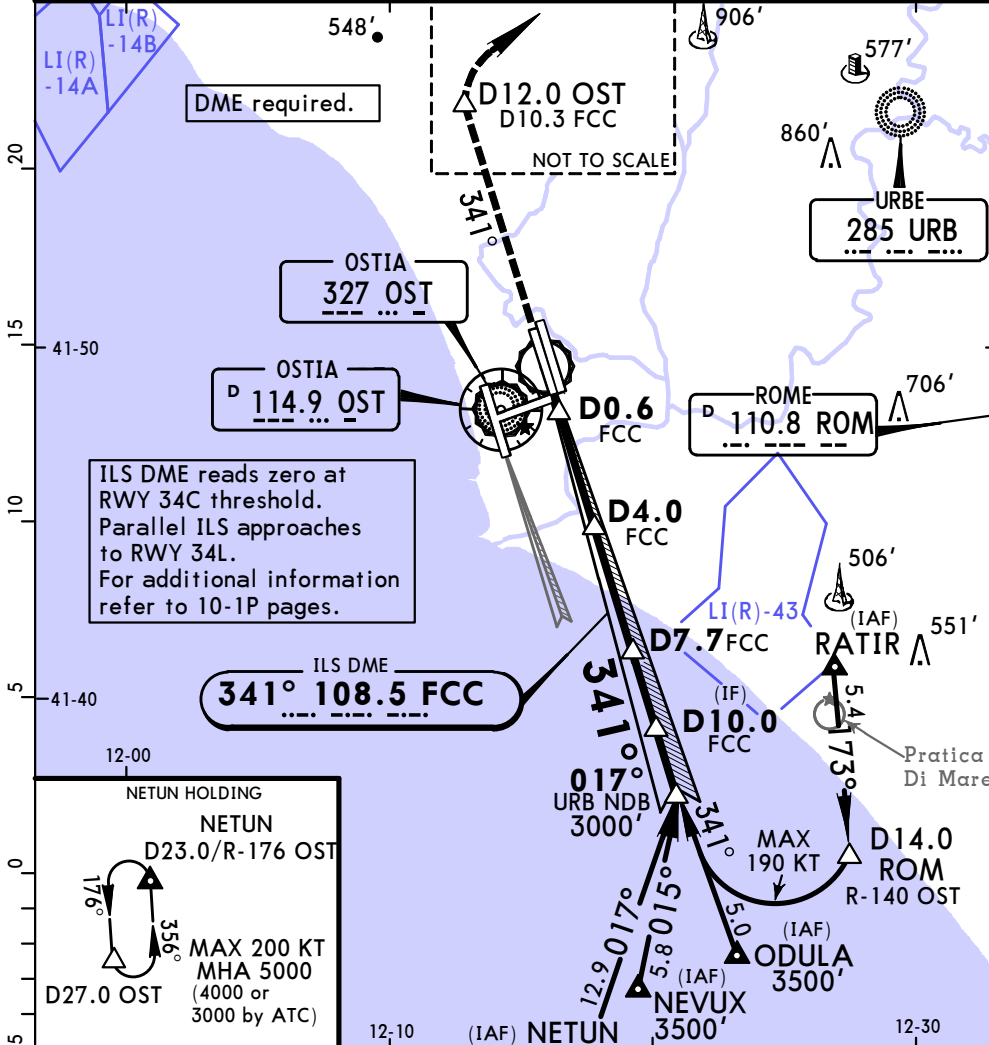 LI(R)
-14B
LI(R)
-14A
548'
906'
577'
860'
DME required.
D12.0 OST
D10.3 FCC
NOT TO SCALE
341°
URBE
285 URB
OSTIA
327 OST
OSTIA
D 114.9 OST
20
15
41-50
D0.6
FCC
ROME
D 110.8 ROM
706'
ILS DME reads zero at
RWY 34C threshold.
Parallel ILS approaches
to RWY 34L.
For additional information
refer to 10-1P pages.
10
D4.0
FCC
506'
LI(R)-43
(IAF)
RATIR
551'
D7.7 FCC
ILS DME
341° 108.5 FCC
5
41-40
341°
(IF)
D10.0
FCC
5.4
173°
Pratica
Di Mare
12-00
017°
URB NDB
3000'
341°
MAX
190 KT
D14.0
ROM
R-140 OST
NETUN HOLDING
NETUN
D23.0/R-176 OST
176°
356°
MAX 200 KT
MHA 5000
(4000 or
3000 by ATC)
D27.0 OST
0
5
12.9 017°
5.8 015°
5.0
(IAF)
ODULA
3500'
(IAF)
NEVUX
3500'
(IAF) NETUN
12-10
12-30